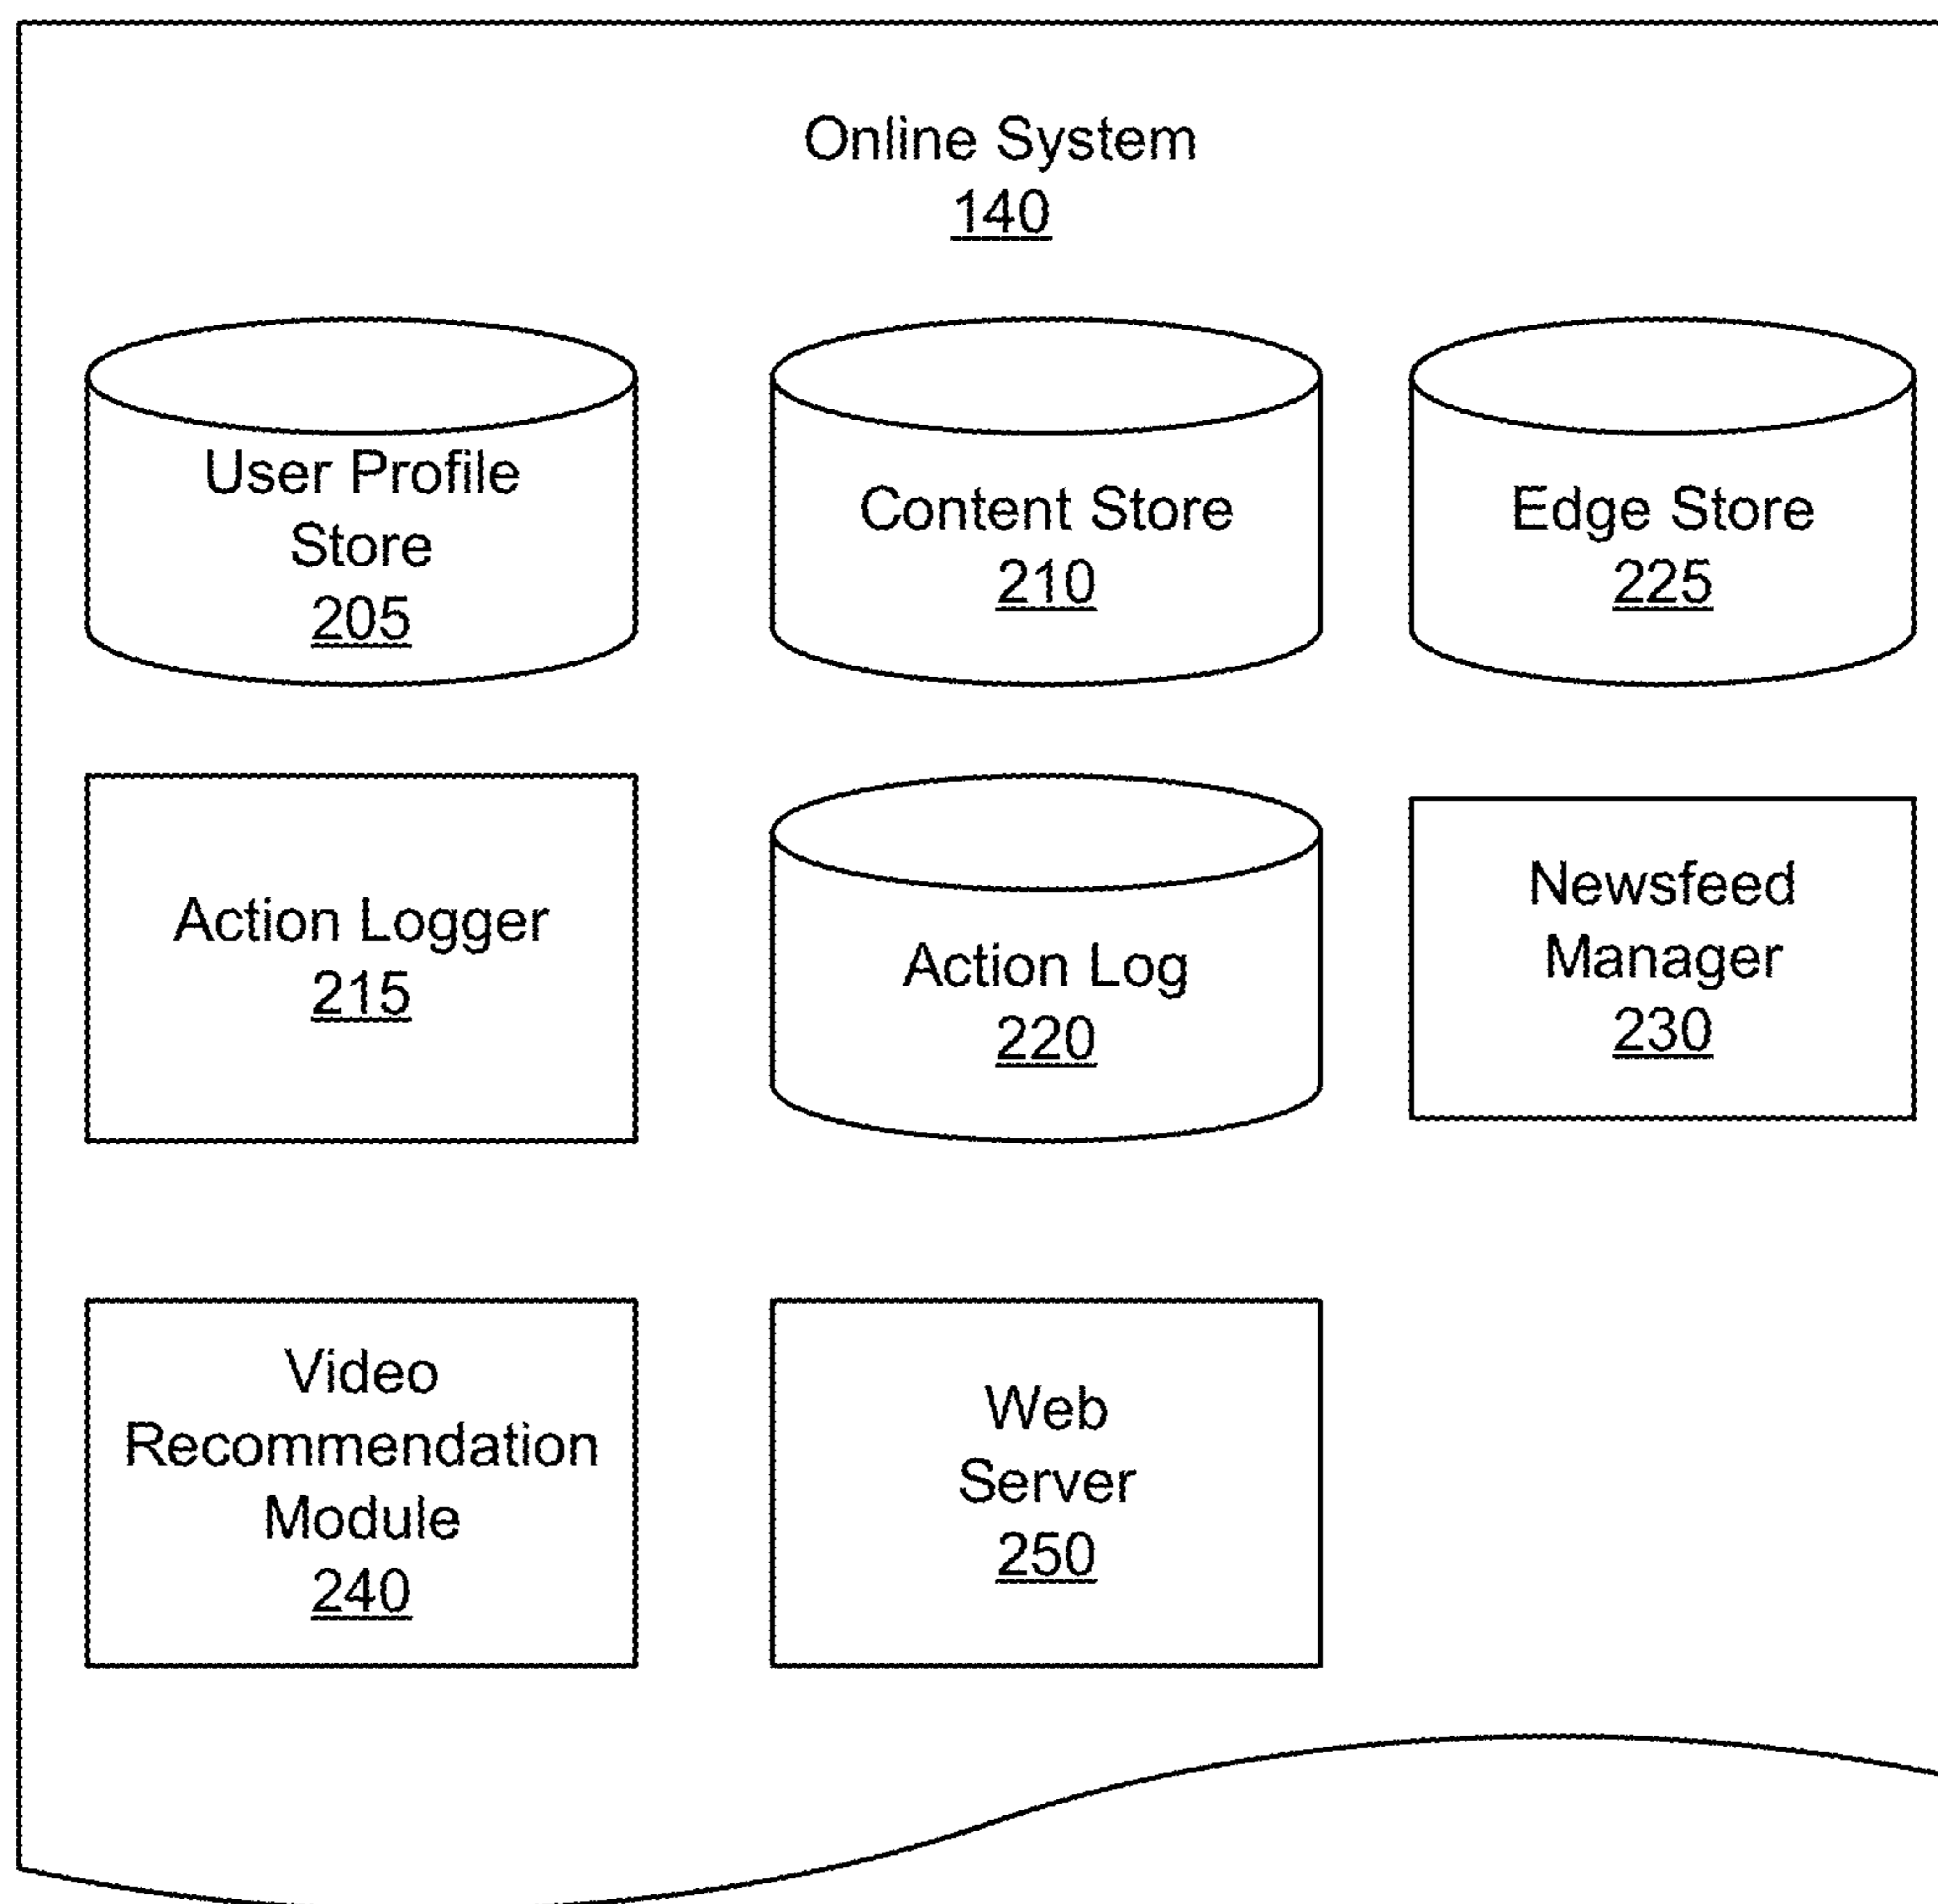 Online System
140
User Profile
Store
205
Content Store
210
Edge Store
225
Action Logger
215
Action Log
220
Newsfeed
Manager
230
Video
Recommendation
Module
240
Web
Server
250